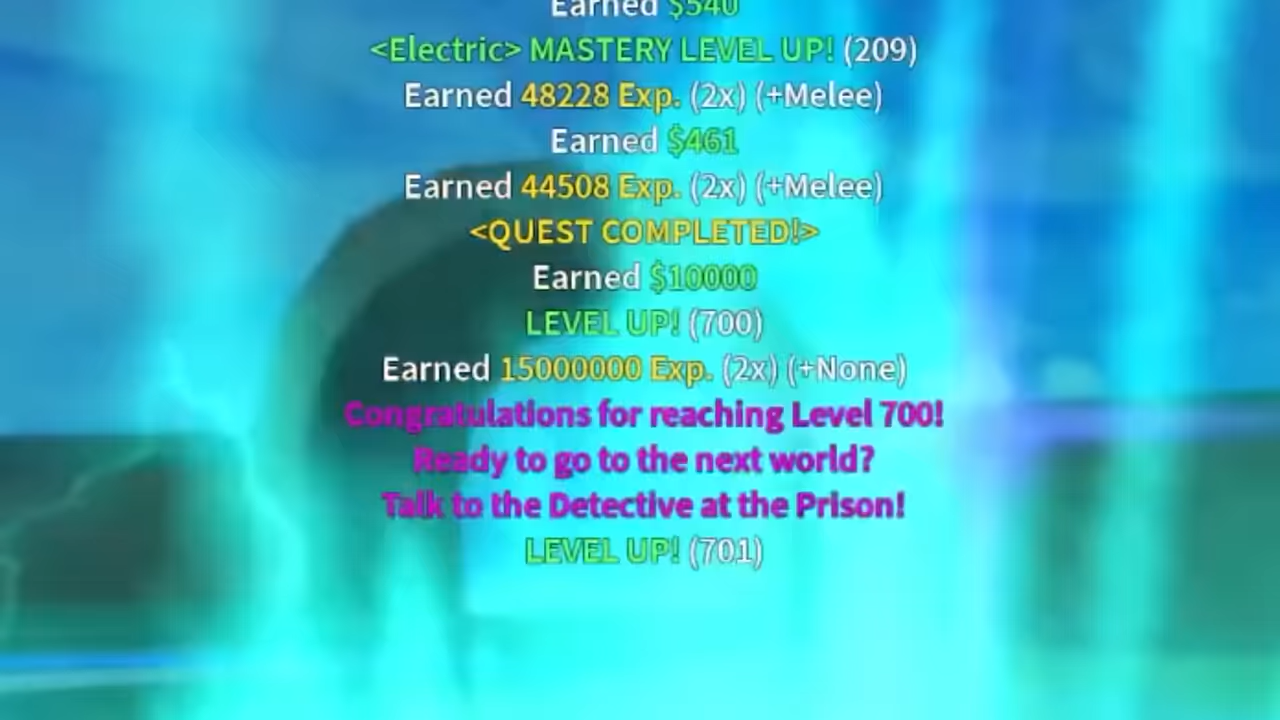 Earned $540
<Electric> MASTERY LEVEL UP! (209)
Earned 48228 Exp. (2x) (+Melee)
Earned $461
Earned 44508 Exp. (2x) (+Melee)
<QUEST COMPLETED!>
Earned $10000
LEVEL UP! (700)
Earned 15000000 Exp. (2x) (+None)
Congratulations for reaching Level 700!
Ready to go to the next world?
Talk to the Detective at the Prison!
LEVEL UP! (701)